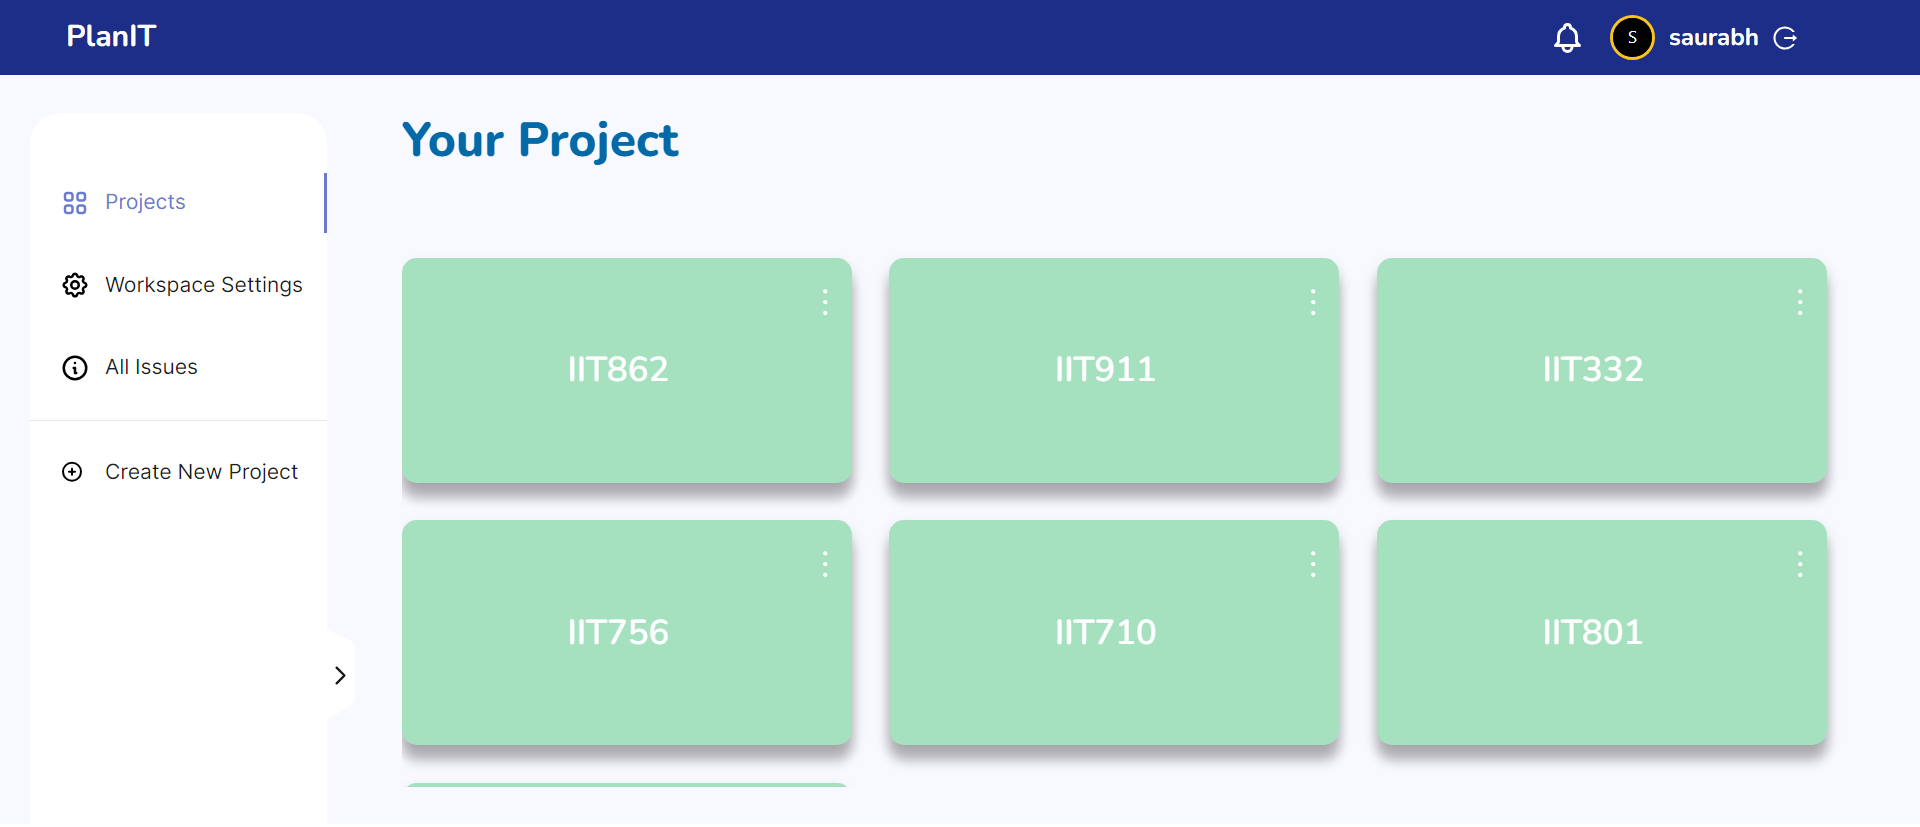 PlanIT
S saurabh
Projects
Workspace Settings
All Issues
Create New Project
Your Project
IIT862 IIT911 IIT332
IIT756 IIT710 IIT801